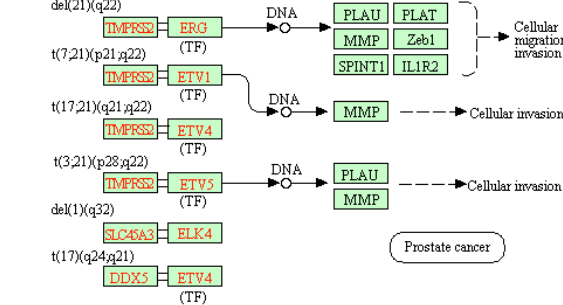 del(21)(q22)
TMPRSS2 ERG
(TF)
DNA
PLAU PLAT
MMP Zeb1
SPINT1 IL1R2
Cellular
migration
invasion
t(7;21)(p21;q22)
TMPRSS2 ETV1
(TF)
DNA
MMP
Cellular invasion
t(17;21)(q21;q22)
TMPRSS2 ETV4
(TF)
t(3;21)(p28;q22)
TMPRSS2 ETV5
(TF)
DNA
PLAU
MMP
Cellular invasion
del(1)(q32)
SLC45A3 ELK4
t(17)(q24;q21)
DDX5 ETV4
(TF)
Prostate cancer